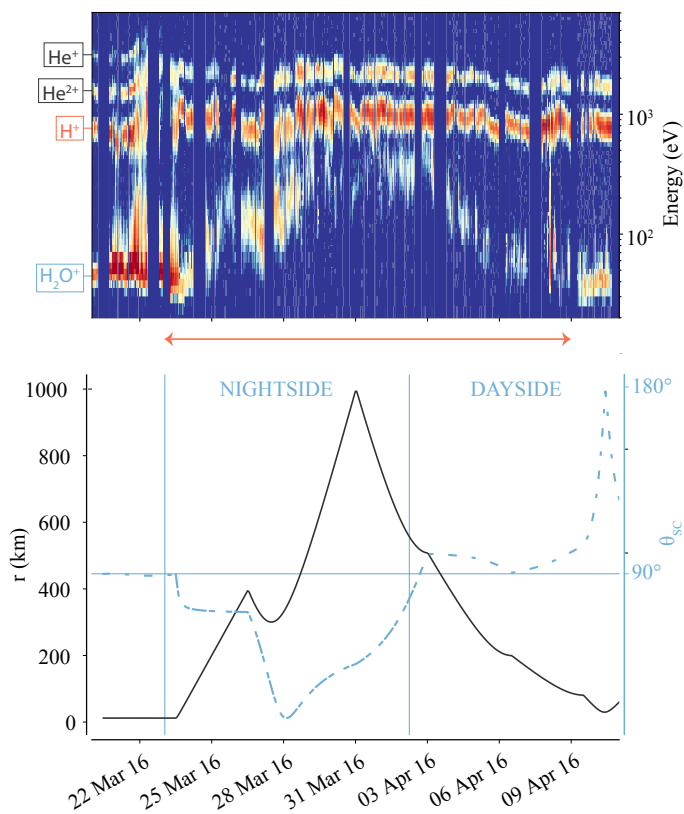 He⁺
He²⁺
H⁺
H₂O⁺
10³
10²
Energy (eV)
NIGHTSIDE
DAYSIDE
1000
800
600
400
200
0
r (km)
180°
90°
θSC
22 Mar 16
25 Mar 16
28 Mar 16
31 Mar 16
03 Apr 16
06 Apr 16
09 Apr 16